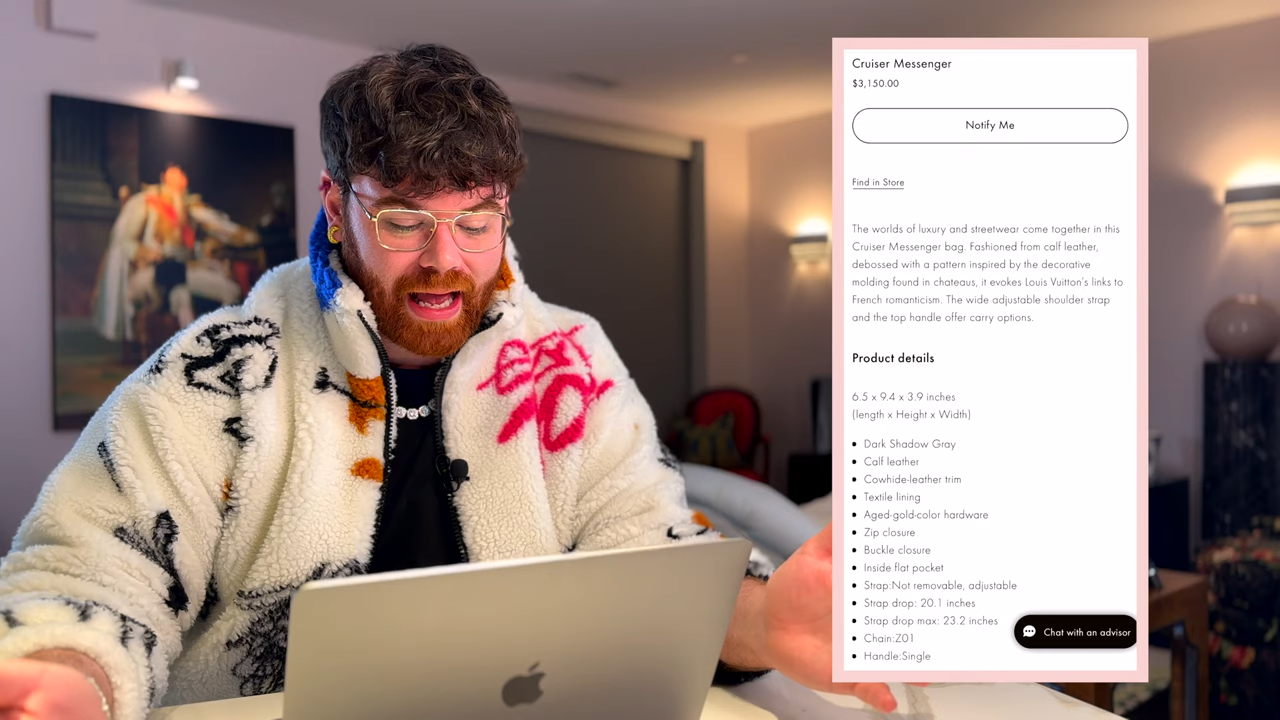 Cruiser Messenger
$3,150.00
Notify Me
Find in Store
The worlds of luxury and streetwear come together in this
Cruiser Messenger bag. Fashioned from calf leather,
debossed with a pattern inspired by the decorative
molding found in chateaus, it evokes Louis Vuitton's links to
French romanticism. The wide adjustable shoulder strap
and the top handle offer carry options.
Product details
6.5 x 9.4 x 3.9 inches
(length x Height x Width)
Dark Shadow Gray
Calf leather
Cowhide-leather trim
Textile lining
Aged-gold-color hardware
Zip closure
Buckle closure
Inside flat pocket
Strap:Not removable, adjustable
Strap drop: 20.1 inches
Strap drop max: 23.2 inches
Chat with an advisor
Chain:Z01
Handle:Single